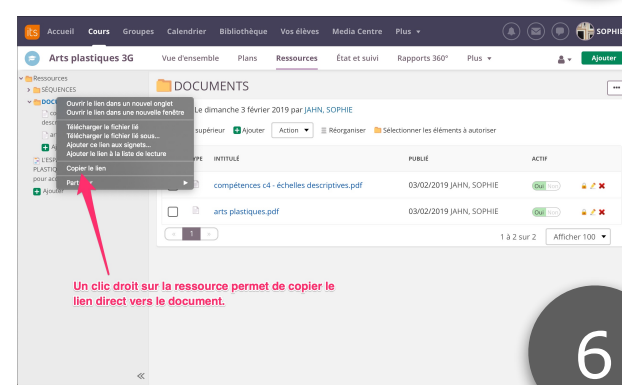 its Accueil Cours Groupes Calendrier Bibliothèque Vos élèves Media Centre Plus SOPHIE
Arts plastiques 3G Vue d'ensemble Plans Ressources État et suivi Rapports 360° Plus Ajouter
Ressources
SÉQUENCES
DOCUMENTS
Ouvrir le lien dans un nouvel onglet
Ouvrir le lien dans une nouvelle fenêtre
Télécharger le fichier lié
Télécharger le fichier lié sous...
Ajouter ce lien aux signets...
Ajouter le lien à la liste de lecture
Copier le lien
Le dimanche 3 février 2019 par JAHN, SOPHIE
supérieur Ajouter Action Réorganiser Sélectionner les éléments à autoriser
INTITULÉ PUBLIÉ ACTIF
compétences c4 - échelles descriptives.pdf 03/02/2019 JAHN, SOPHIE Oui Non
arts plastiques.pdf 03/02/2019 JAHN, SOPHIE Oui Non
1
1 à 2 sur 2 Afficher 100
Ajouter
Un clic droit sur la ressource permet de copier le
lien direct vers le document.
6